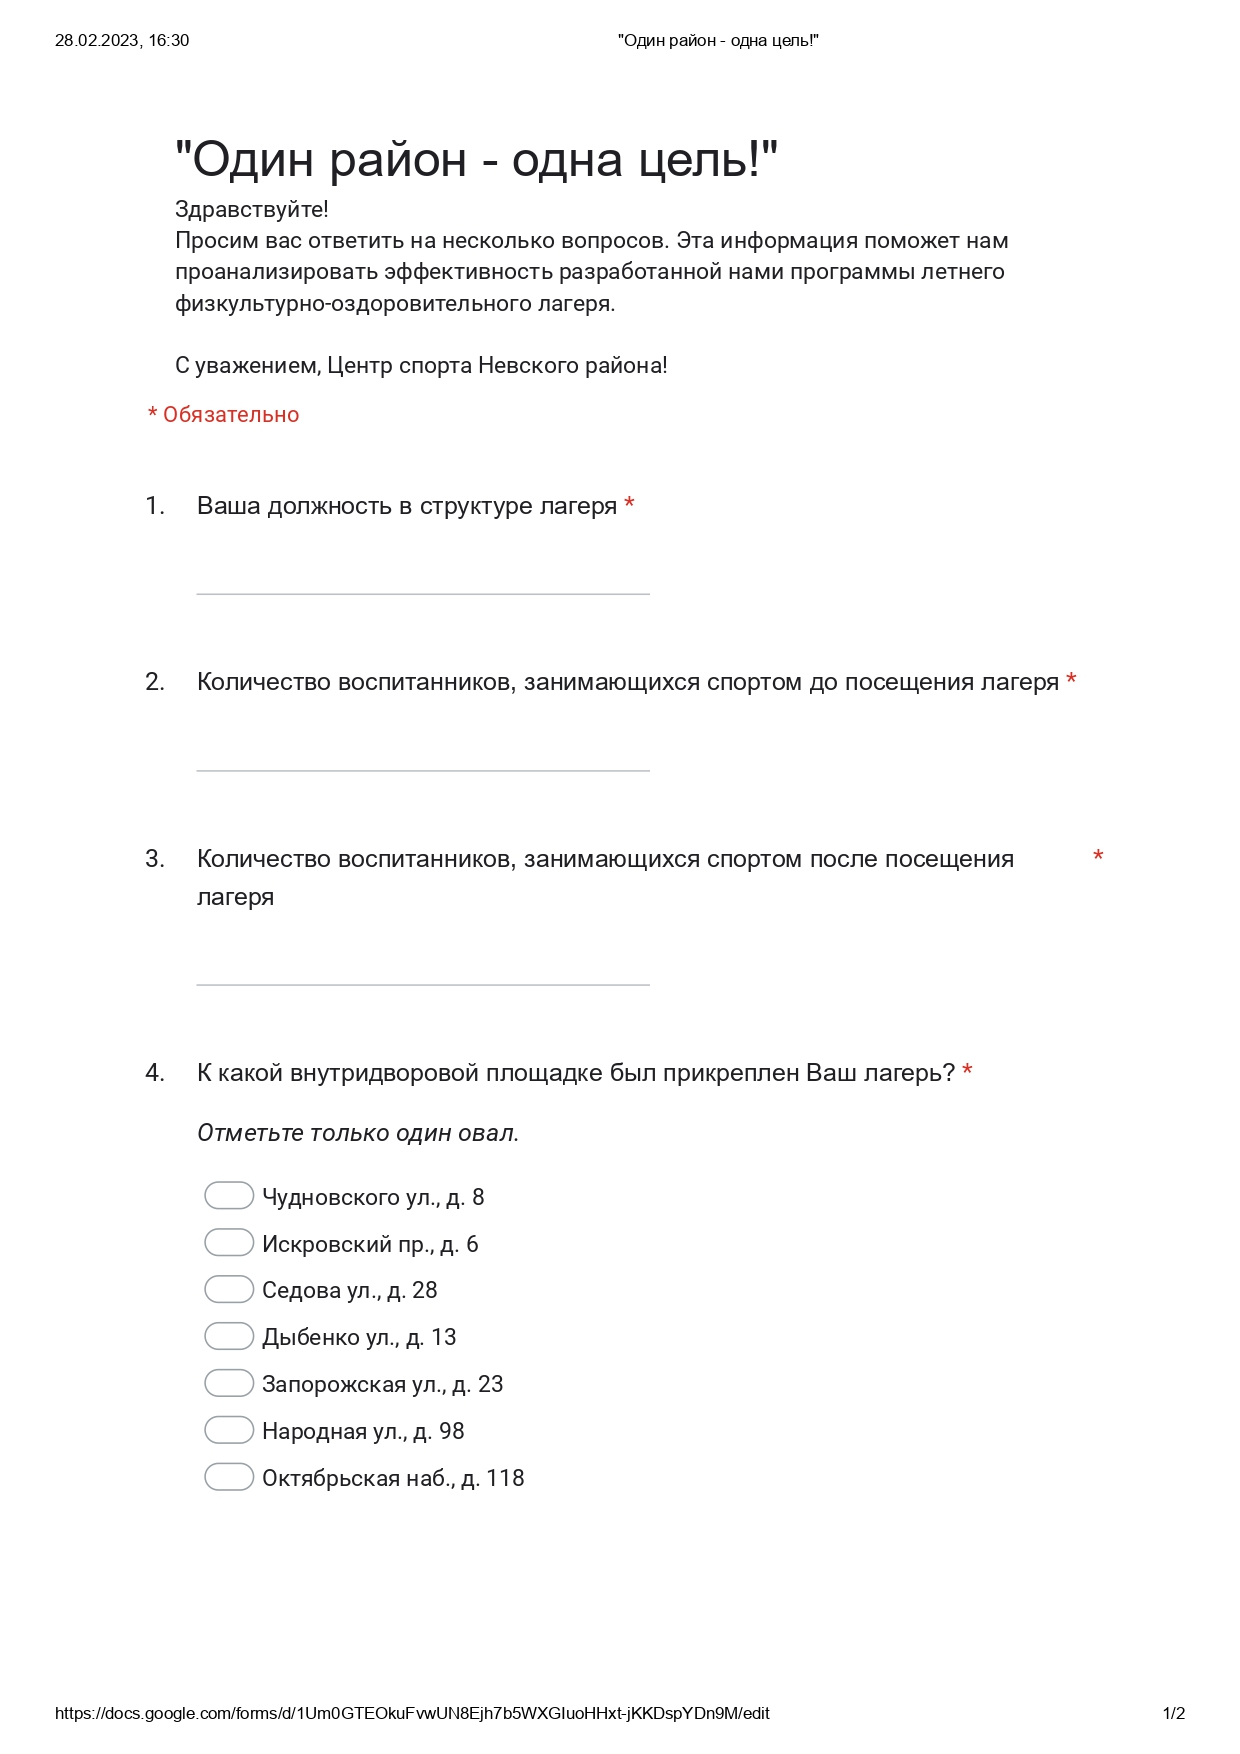 28.02.2023, 16:30
"Один район - одна цель!"
"Один район - одна цель!"
Здравствуйте!
Просим вас ответить на несколько вопросов. Эта информация поможет нам
проанализировать эффективность разработанной нами программы летнего
физкультурно-оздоровительного лагеря.
С уважением, Центр спорта Невского района!
* Обязательно
1. Ваша должность в структуре лагеря *
2. Количество воспитанников, занимающихся спортом до посещения лагеря *
3. Количество воспитанников, занимающихся спортом после посещения *
лагеря
4. К какой внутридворовой площадке был прикреплен Ваш лагерь? *
Отметьте только один овал.
Чудновского ул., д. 8
Искровский пр., д. 6
Седова ул., д. 28
Дыбенко ул., д. 13
Запорожская ул., д. 23
Народная ул., д. 98
Октябрьская наб., д. 118
https://docs.google.com/forms/d/1Um0GTEOkuFvwUN8Ejh7b5WXGIuoHHxt-jKKDspYDn9M/edit
1/2